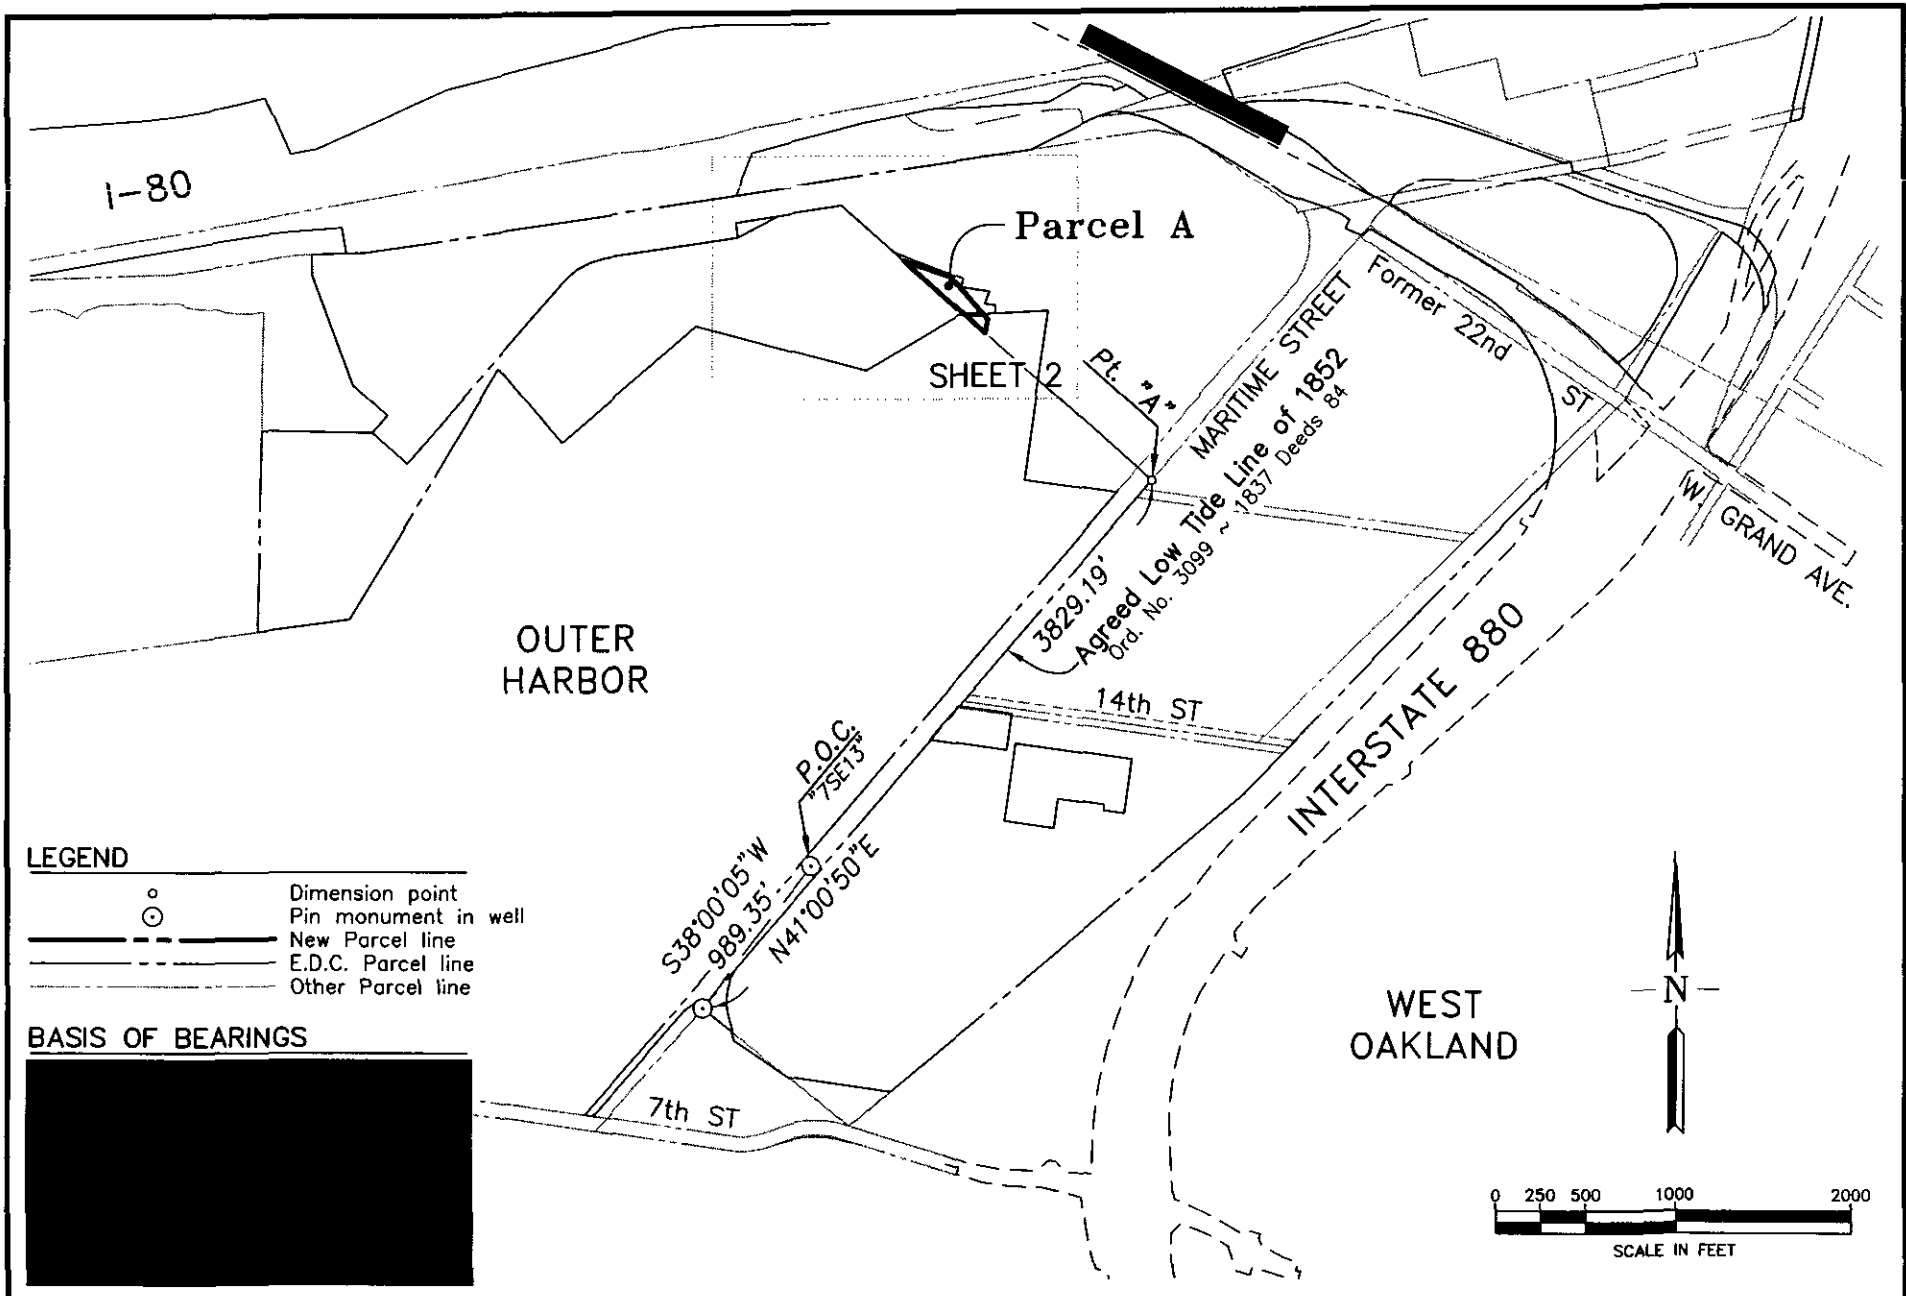 I-80
Parcel A
SHEET 2
Pt. "A"
MARITIME STREET
Former 22nd
ST
W. GRAND AVE.
Agreed Low Tide Line of 1852
Ord. No. 3099 ~ 1837 Deeds 84
3829.19'
OUTER
HARBOR
14th ST
INTERSTATE 880
P.O.C.
"7SE13"
S38°00'05"W
989.35'
N41°00'50"E
LEGEND
Dimension point
Pin monument in well
New Parcel line
E.D.C. Parcel line
Other Parcel line
BASIS OF BEARINGS
7th ST
WEST
OAKLAND
N
0 250 500 1000 2000
SCALE IN FEET